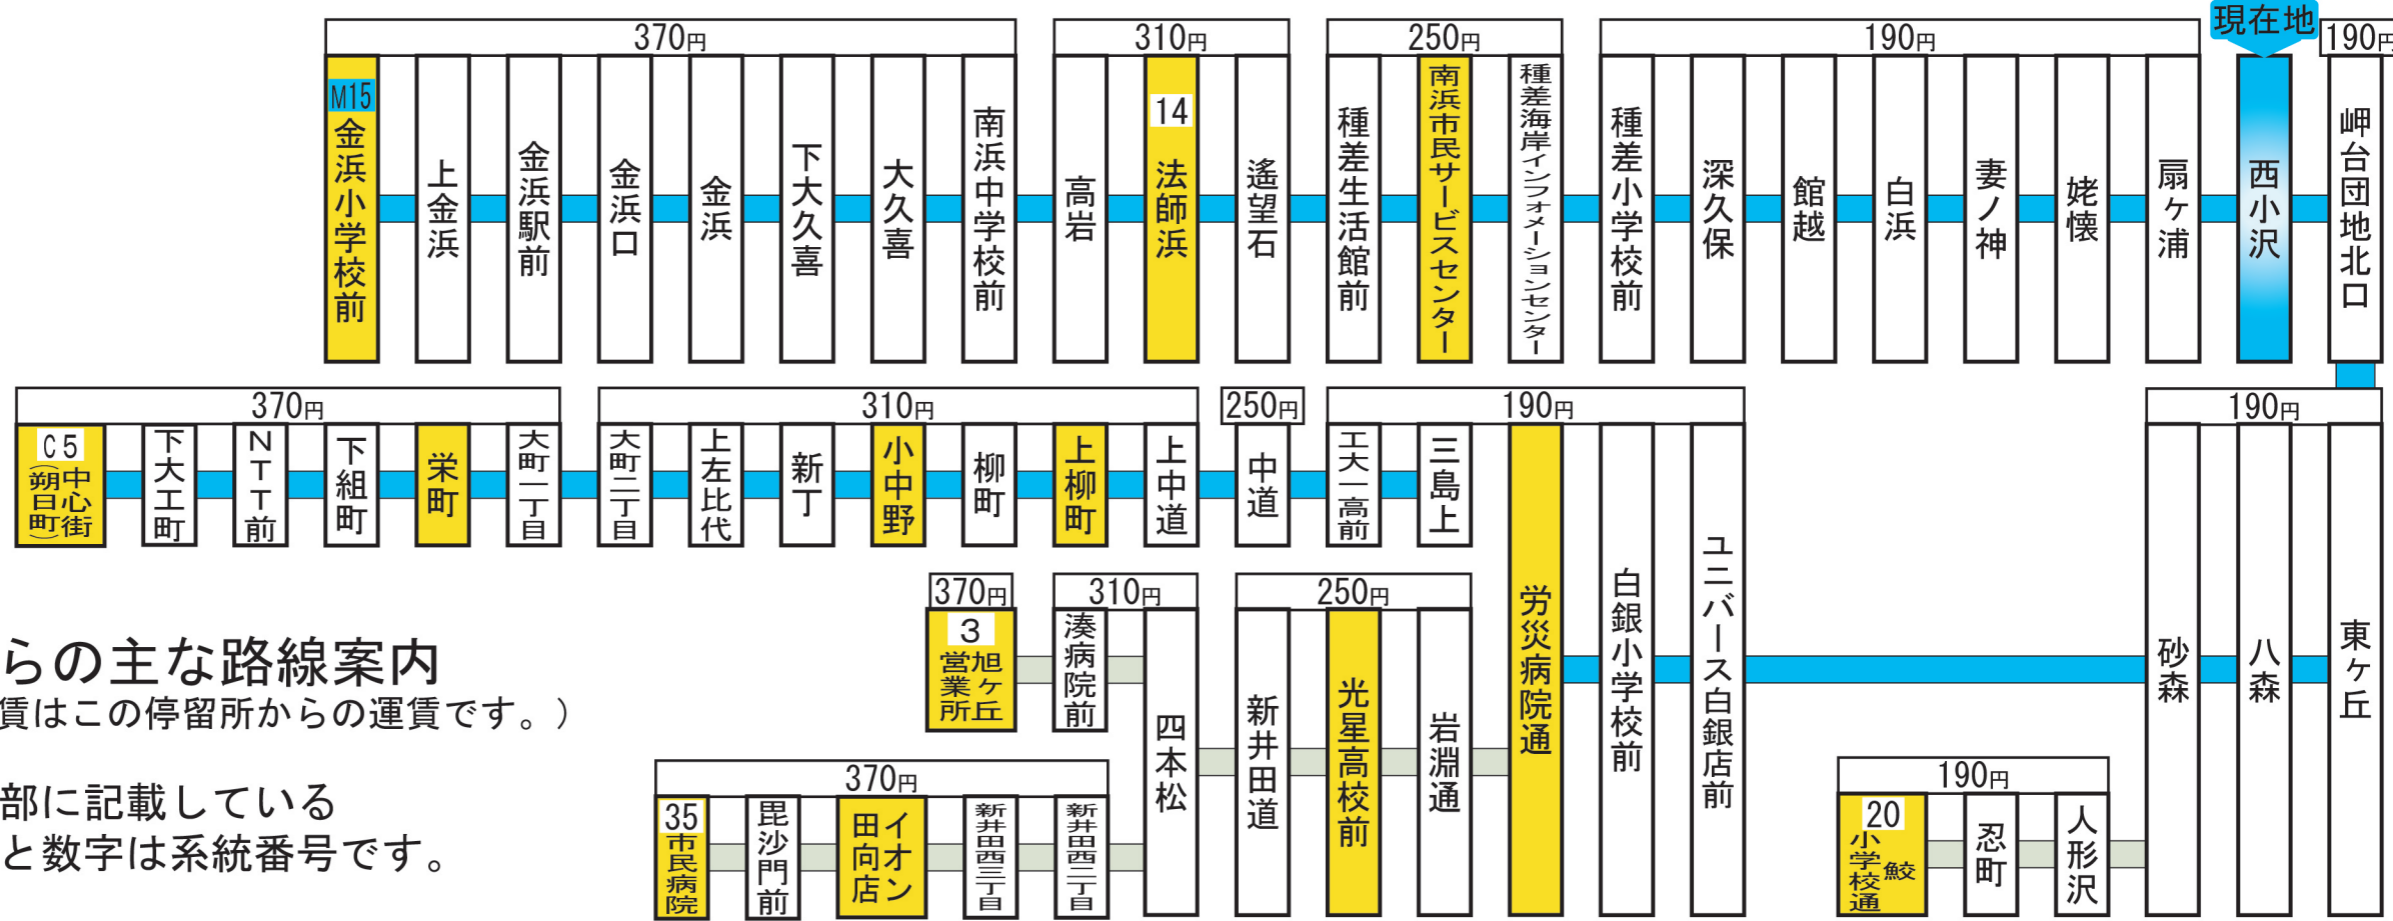 370円
310円
250円
190円
現在地
190円
M15
金浜小学校前
上金浜
金浜駅前
金浜口
金浜
下大久喜
大久喜
南浜中学校前
高岩
14
法師浜
遙望石
種差生活館前
南浜市民サービスセンター
種差海岸インフォメーションセンター
種差小学校前
深久保
館越
白浜
妻ノ神
姥懐
扇ヶ浦
西小沢
岬台団地北口
370円
310円
250円
190円
190円
C5
中心街
(朔日町)
下大工町
NTT前
下組町
栄町
大町一丁目
大町二丁目
上左比代
新丁
小中野
柳町
上柳町
上中道
中道
工大一高前
三島上
労災病院通
白銀小学校前
ユニバース白銀店前
砂森
八森
東ヶ丘
370円
310円
250円
3
旭ヶ丘
営業所
湊病院前
四本松
新井田道
光星高校前
岩淵通
らの主な路線案内
賃はこの停留所からの運賃です。）
部に記載している
と数字は系統番号です。
370円
35
市民病院
毘沙門前
イオン
田向店
新井田西三丁目
新井田西二丁目
190円
20
鮫
小学校通
忍町
人形沢